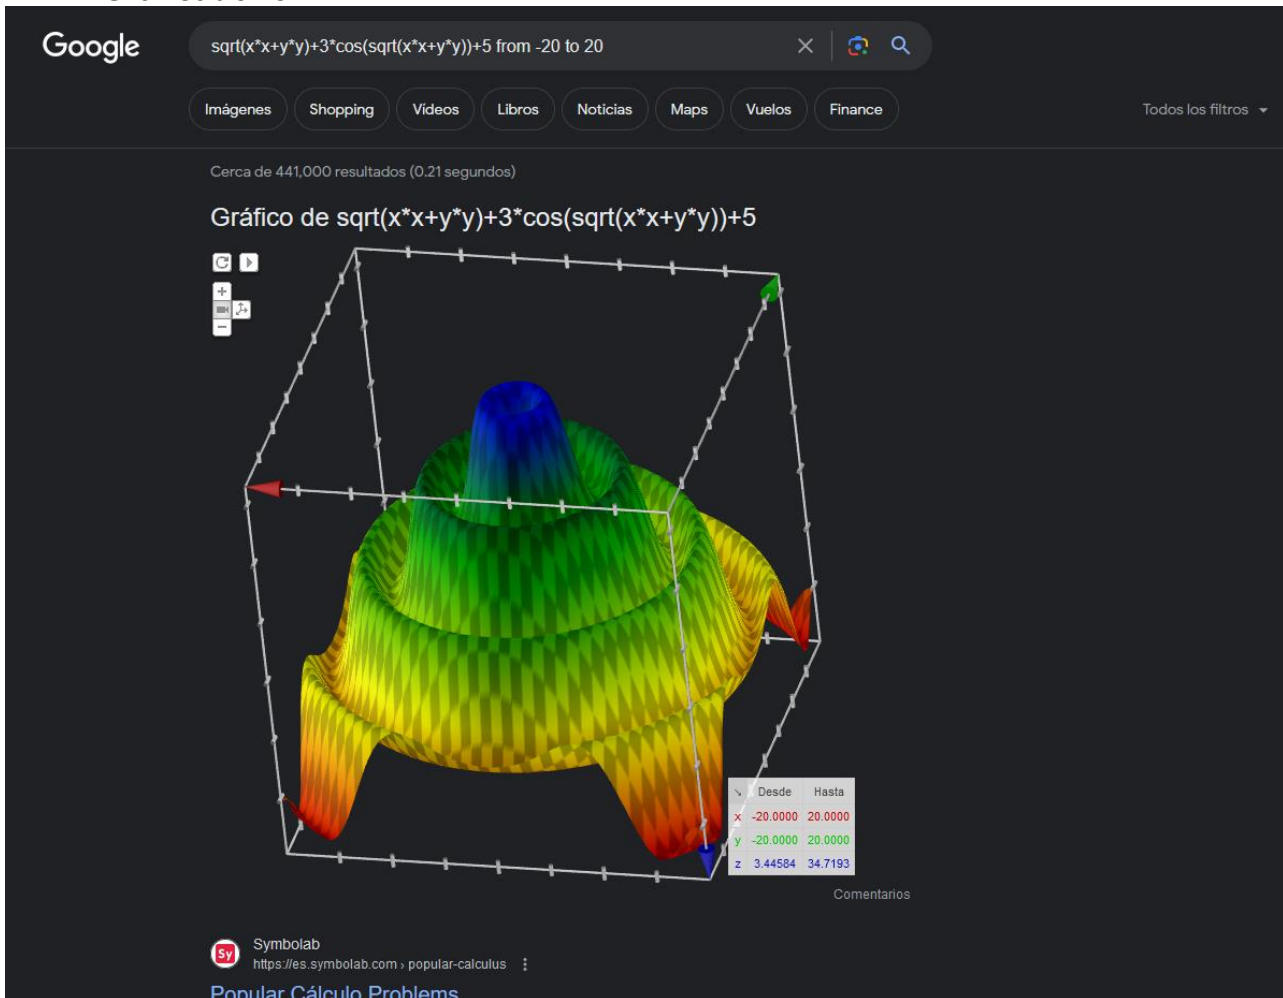 Google
sqrt(x*x+y*y)+3*cos(sqrt(x*x+y*y))+5 from -20 to 20
Imágenes Shopping Vídeos Libros Noticias Maps Vuelos Finance Todos los filtros
Cerca de 441,000 resultados (0.21 segundos)
Gráfico de sqrt(x*x+y*y)+3*cos(sqrt(x*x+y*y))+5
Desde Hasta
x -20.0000 20.0000
y -20.0000 20.0000
z 3.44584 34.7193
Comentarios
Sy Symbolab
https://es.symbolab.com › popular-calculus
Popular Cálculo Problems